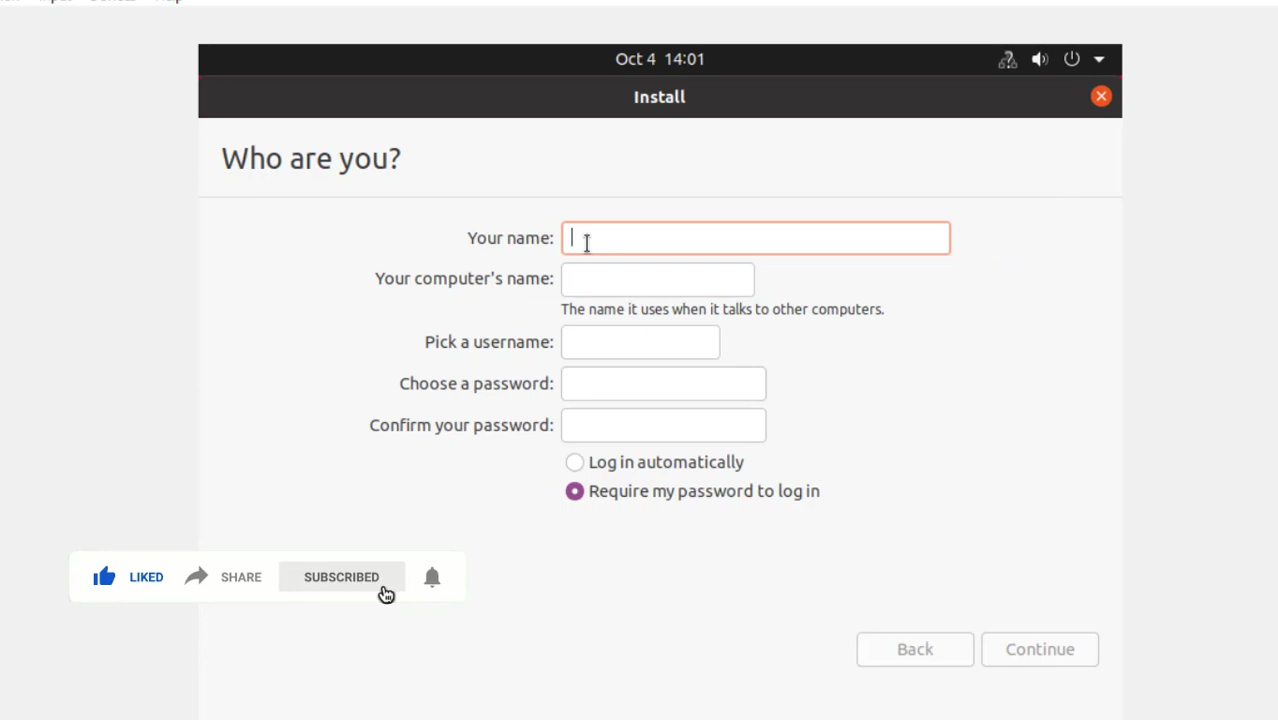 Oct 4 14:01
Install
Who are you?
Your name:
Your computer's name:
The name it uses when it talks to other computers.
Pick a username:
Choose a password:
Confirm your password:
Log in automatically
Require my password to log in
LIKED SHARE SUBSCRIBED
Back Continue